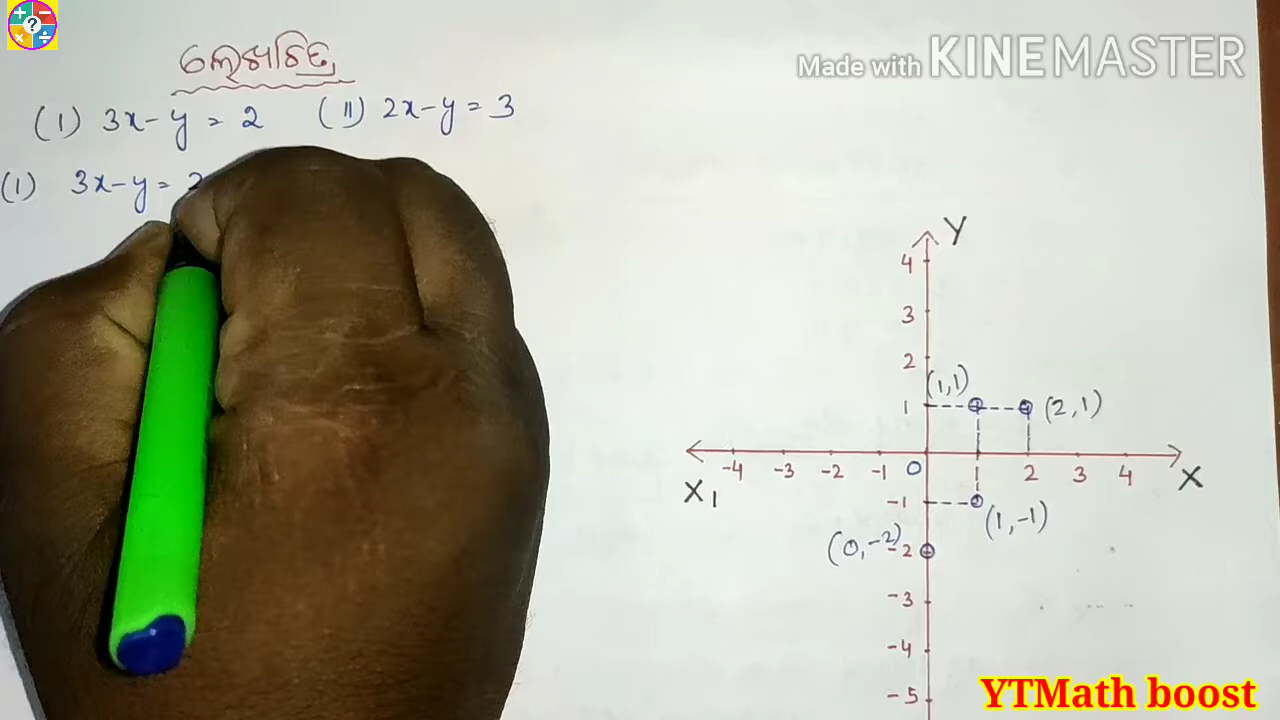 Made with KINEMASTER
ଲେଖଚିତ୍ର
(I) 3x-y = 2 (II) 2x-y = 3
(I) 3x-y = 2
Y
4
3
2
(1,1)
1
(2,1)
-4 -3 -2 -1 0 2 3 4
X1 X
-1
(1,-1)
(0,-2)
-2
-3
-4
-5
YTMath boost